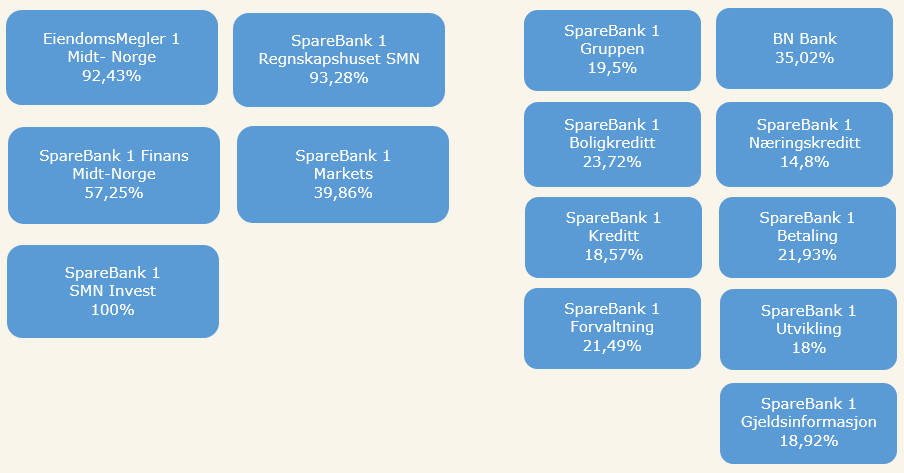 EiendomsMegler 1
Midt- Norge
92,43%
SpareBank 1
Regnskapshuset SMN
93,28%
SpareBank 1 Finans
Midt-Norge
57,25%
SpareBank 1
Markets
39,86%
SpareBank 1
SMN Invest
100%
SpareBank 1
Gruppen
19,5%
BN Bank
35,02%
SpareBank 1
Boligkreditt
23,72%
SpareBank 1
Næringskreditt
14,8%
SpareBank 1
Kreditt
18,57%
SpareBank 1
Betaling
21,93%
SpareBank 1
Forvaltning
21,49%
SpareBank 1
Utvikling
18%
SpareBank 1
Gjeldsinformasjon
18,92%